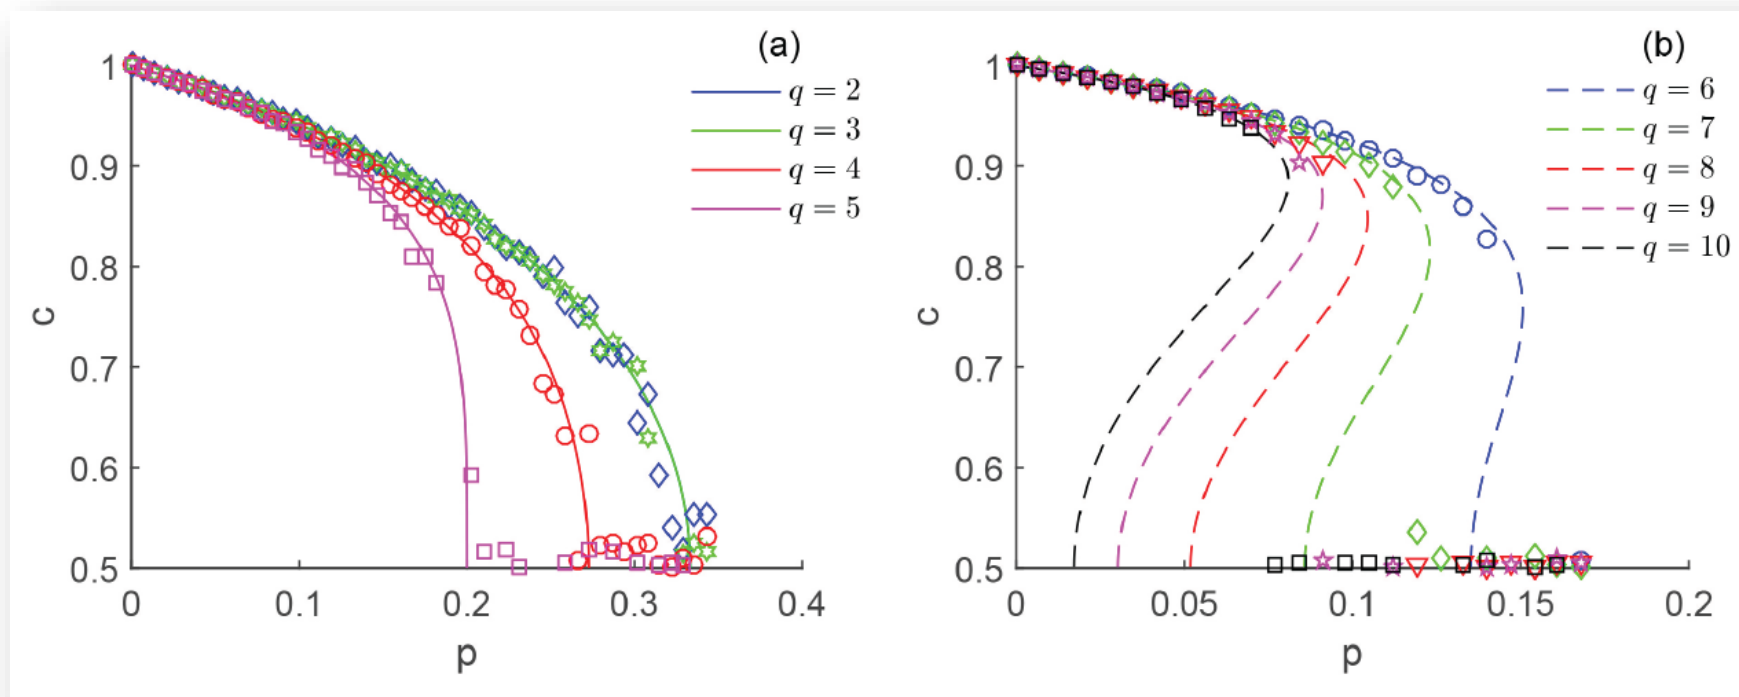 (a)
1
0.9
0.8
0.7
0.6
0.5
0
0.1
0.2
0.3
0.4
c
p
q = 2
q = 3
q = 4
q = 5
(b)
1
0.9
0.8
0.7
0.6
0.5
0
0.05
0.1
0.15
0.2
c
p
q = 6
q = 7
q = 8
q = 9
q = 10